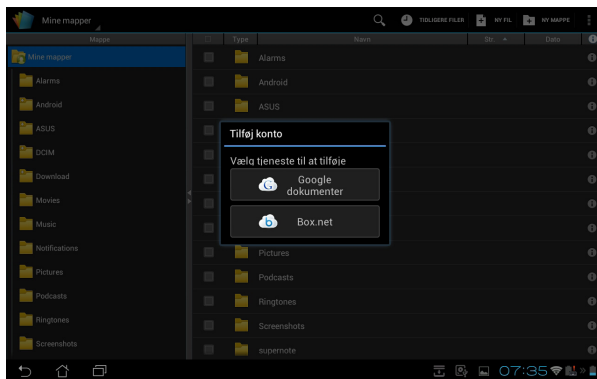 Mine mapper
TIDLIGERE FILER
NY FIL
NY MAPPE
Mappe
Type
Navn
Str
Dato
Mine mapper
Alarms
Android
ASUS
DCIM
Download
Movies
Music
Notifications
Pictures
Podcasts
Ringtones
Screenshots
Alarms
Android
ASUS
Tilføj konto
Vælg tjeneste til at tilføje
Google
dokumenter
Box.net
Pictures
Podcasts
Ringtones
Screenshots
supernote
07:35